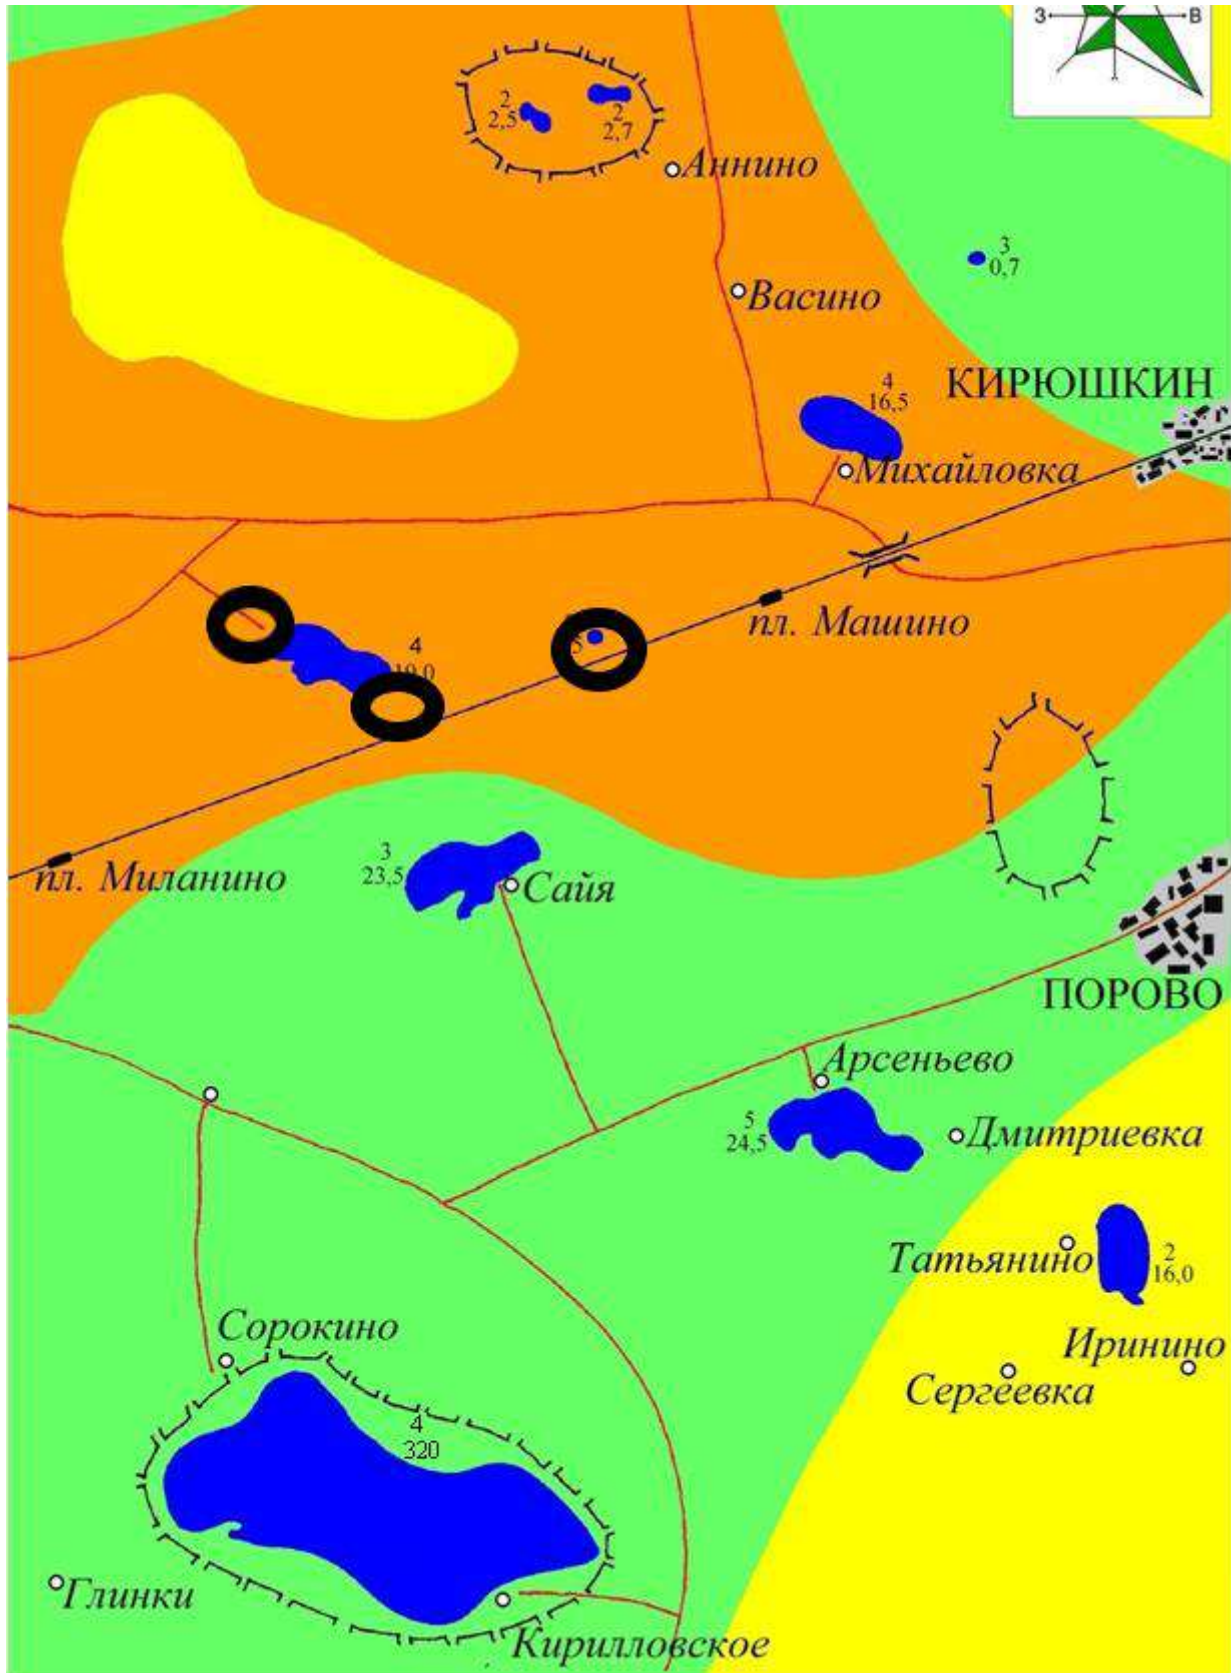 З В
2
2,5
2
2,7
Аннино
3
0,7
Васино
4
16,5
КИРЮШКИН
Михайловка
пл. Машино
4
19,0
5
пл. Миланино
3
23,5
Сайя
ПОРОВО
Арсеньево
5
24,5
Дмитриевка
Татьянино
2
16,0
Иринино
Сергеевка
Сорокино
4
320
Глинки
Кирилловское